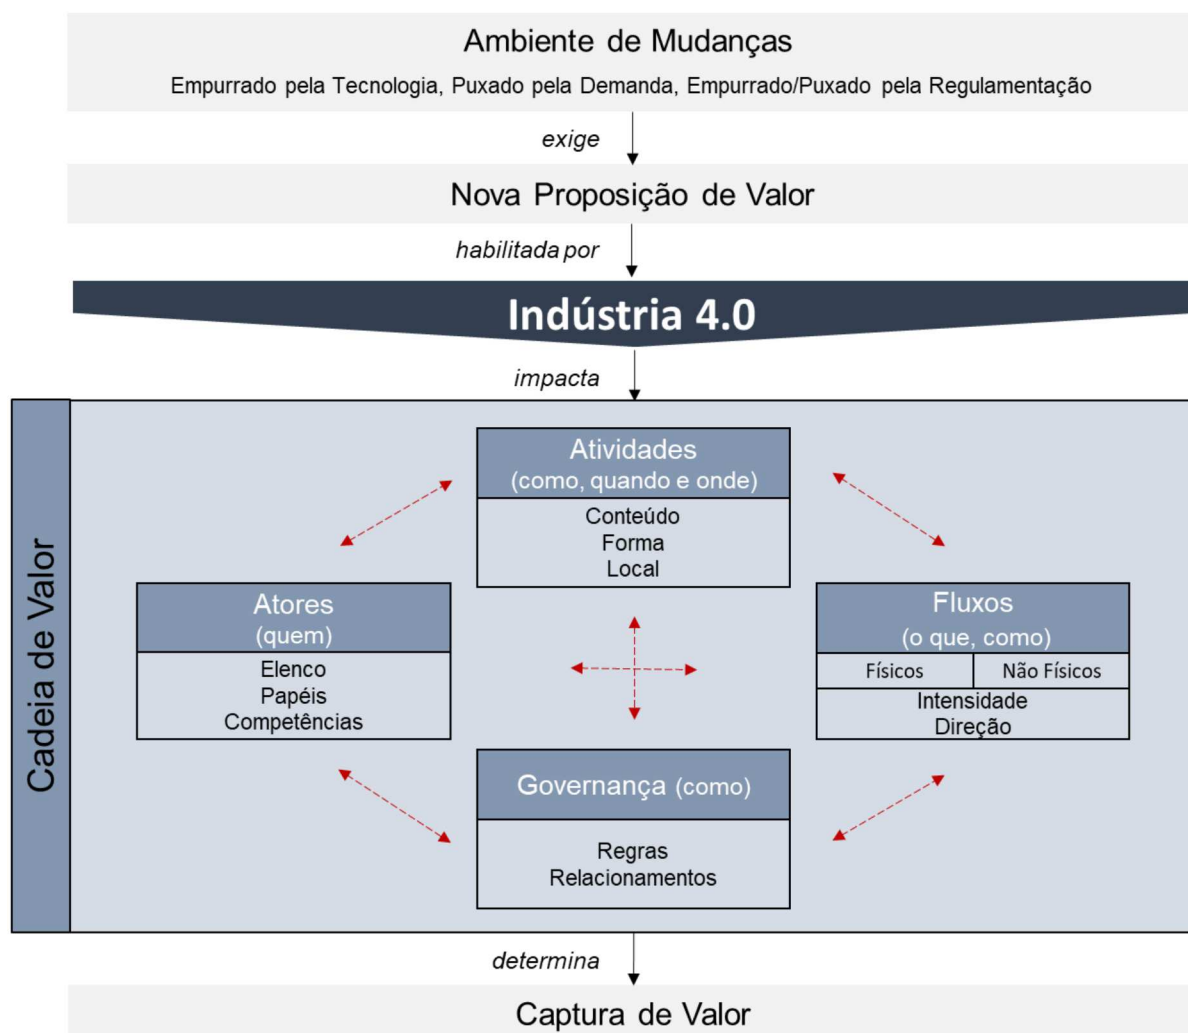 Ambiente de Mudanças
Empurrado pela Tecnologia, Puxado pela Demanda, Empurrado/Puxado pela Regulamentação
exige
Nova Proposição de Valor
habilitada por
Indústria 4.0
impacta
Cadeia de Valor
Atividades
(como, quando e onde)
Conteúdo
Forma
Local
Atores
(quem)
Elenco
Papéis
Competências
Fluxos
(o que, como)
Físicos
Não Físicos
Intensidade
Direção
Governança (como)
Regras
Relacionamentos
determina
Captura de Valor